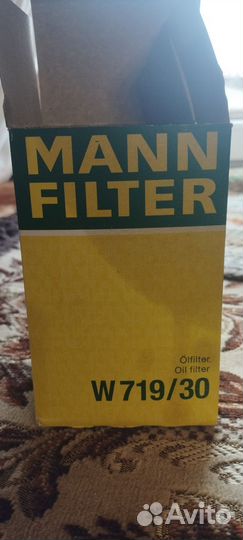 MANN
FILTER
Ölfilter
Oil filter
W 719/30
Avito